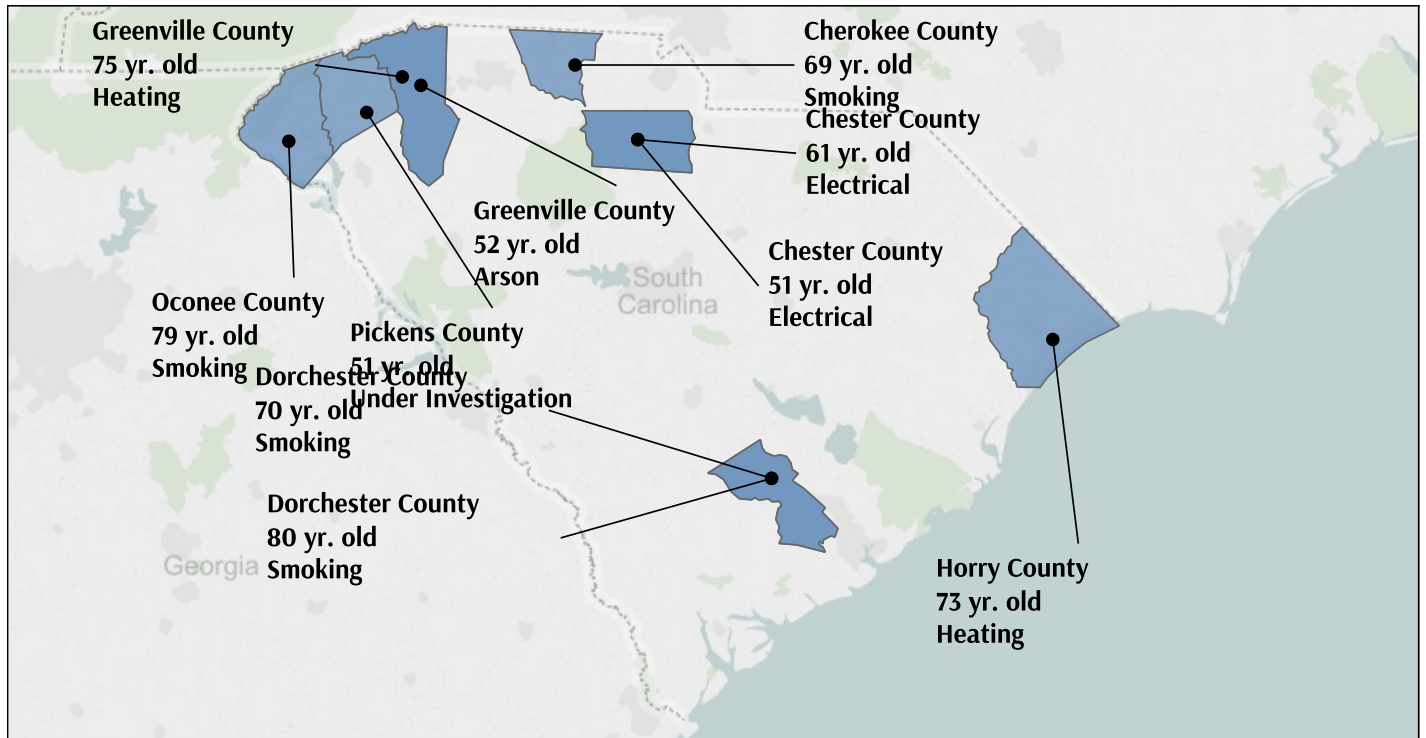 Greenville County
75 yr. old
Heating
Cherokee County
69 yr. old
Smoking
Chester County
61 yr. old
Electrical
Greenville County
52 yr. old
Arson
Chester County
51 yr. old
Electrical
South
Carolina
Oconee County
79 yr. old
Smoking
Pickens County
51 yr. old
Under Investigation
Dorchester County
70 yr. old
Smoking
Dorchester County
80 yr. old
Smoking
Georgia
Horry County
73 yr. old
Heating